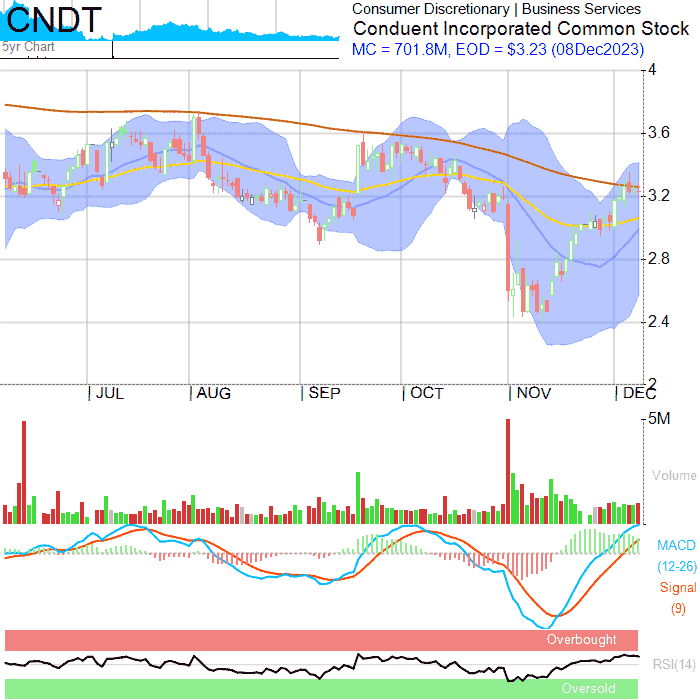 CNDT
5yr Chart
Consumer Discretionary | Business Services
Conduent Incorporated Common Stock
MC = 701.8M, EOD = $3.23 (08Dec2023)
4
3.6
3.2
2.8
2.4
2
JUL
AUG
SEP
OCT
NOV
DEC
5M
Volume
MACD
(12-26)
Signal
(9)
Overbought
RSI(14)
Oversold